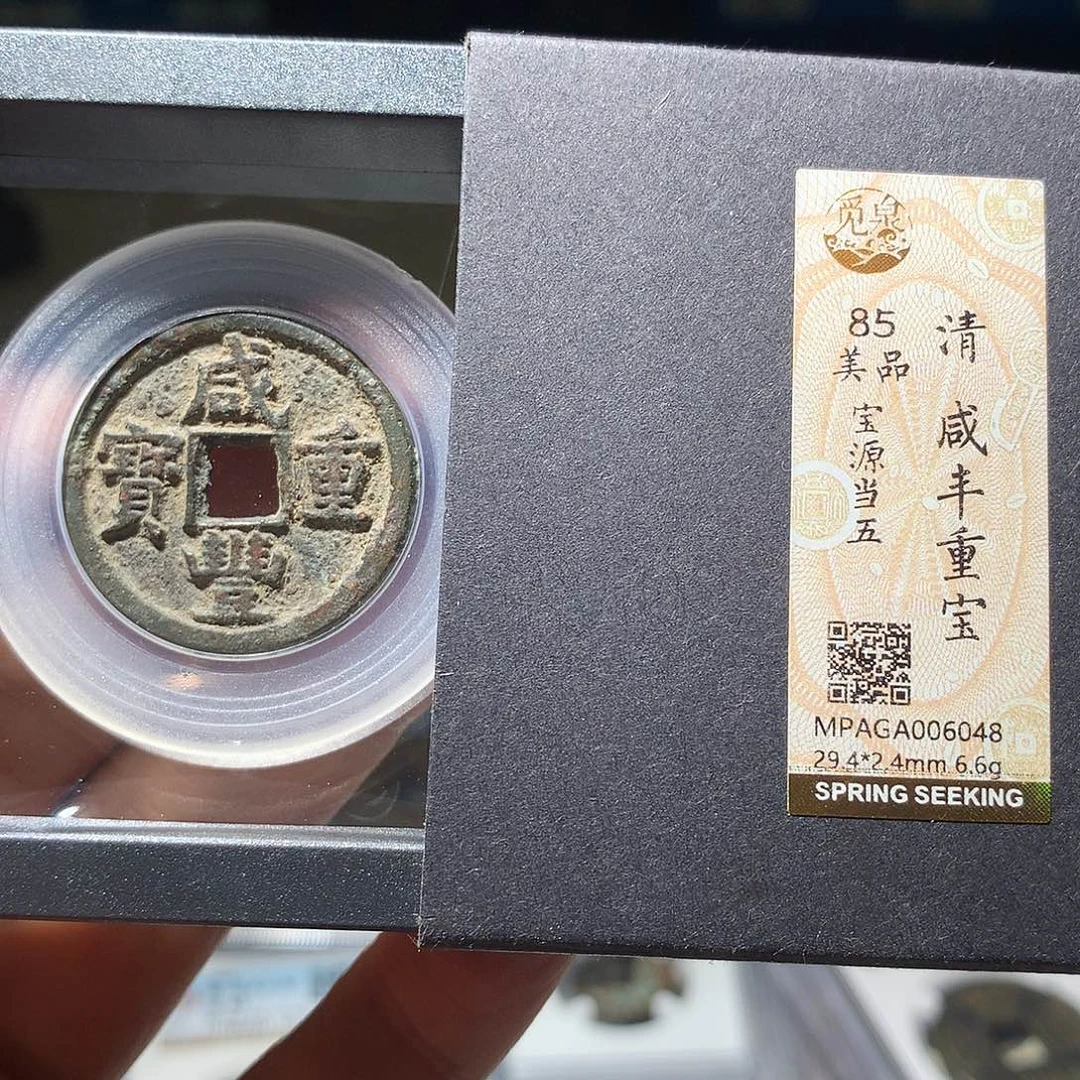 咸
豐
重
寶
觅泉
清 咸丰重宝
85
美品
宝源当五
MPAGA006048
29.4*2.4mm 6.6g
SPRING SEEKING